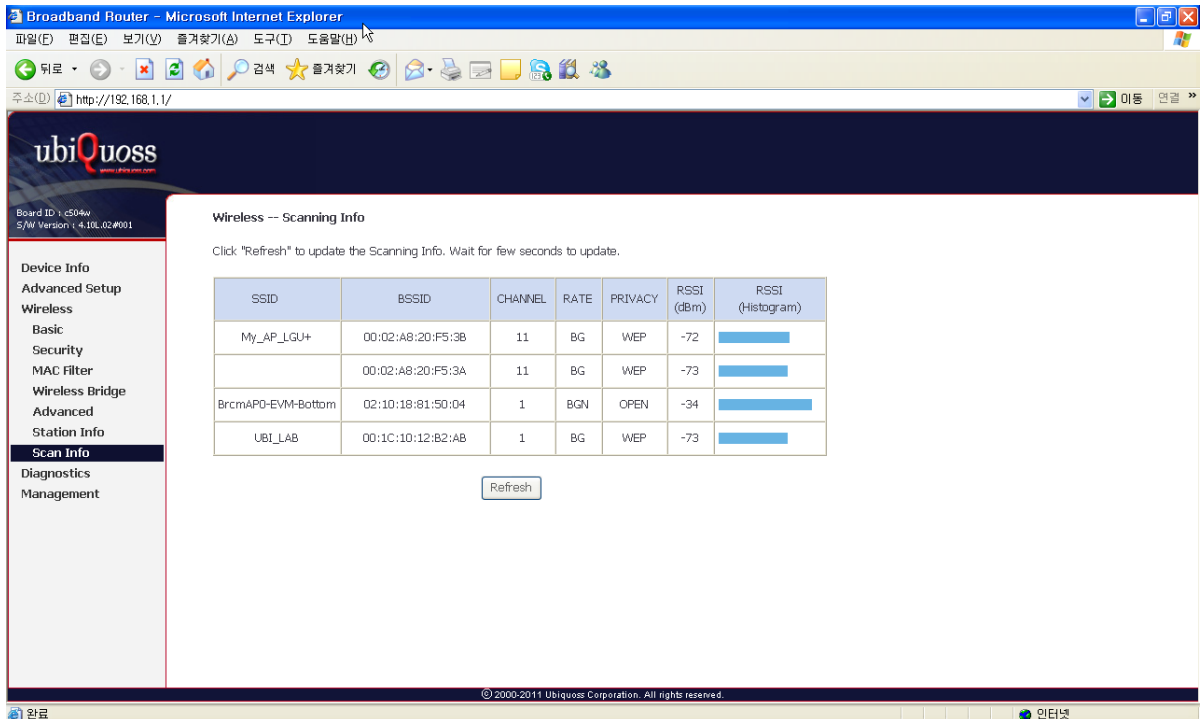 Broadband Router - Microsoft Internet Explorer
파일(F) 편집(E) 보기(V) 즐겨찾기(A) 도구(T) 도움말(H)
뒤로 검색 즐겨찾기
주소(D) http://192.168.1.1/ 이동 연결 »
ubiQuoss
Board ID : c504w
S/W Version : 4.10L.02#001
Device Info
Advanced Setup
Wireless
Basic
Security
MAC Filter
Wireless Bridge
Advanced
Station Info
Scan Info
Diagnostics
Management
Wireless -- Scanning Info
Click "Refresh" to update the Scanning Info. Wait for few seconds to update.
SSID BSSID CHANNEL RATE PRIVACY RSSI (dBm) RSSI (Histogram)
My_AP_LGU+ 00:02:A8:20:F5:3B 11 BG WEP -72
00:02:A8:20:F5:3A 11 BG WEP -73
BrcmAP0-EVM-Bottom 02:10:18:81:50:04 1 BGN OPEN -34
UBI_LAB 00:1C:10:12:B2:AB 1 BG WEP -73
Refresh
© 2000-2011 Ubiquoss Corporation. All rights reserved.
완료 인터넷